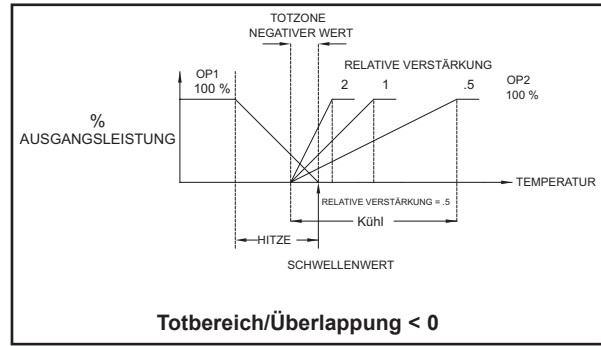 TOTZONE
NEGATIVER WERT
RELATIVE VERSTÄRKUNG
OP1
100 %
2
1
.5
OP2
100 %
%
AUSGANGSLEISTUNG
TEMPERATUR
RELATIVE VERSTÄRKUNG = .5
Kühl
HITZE
SCHWELLENWERT
Totbereich/Überlappung < 0